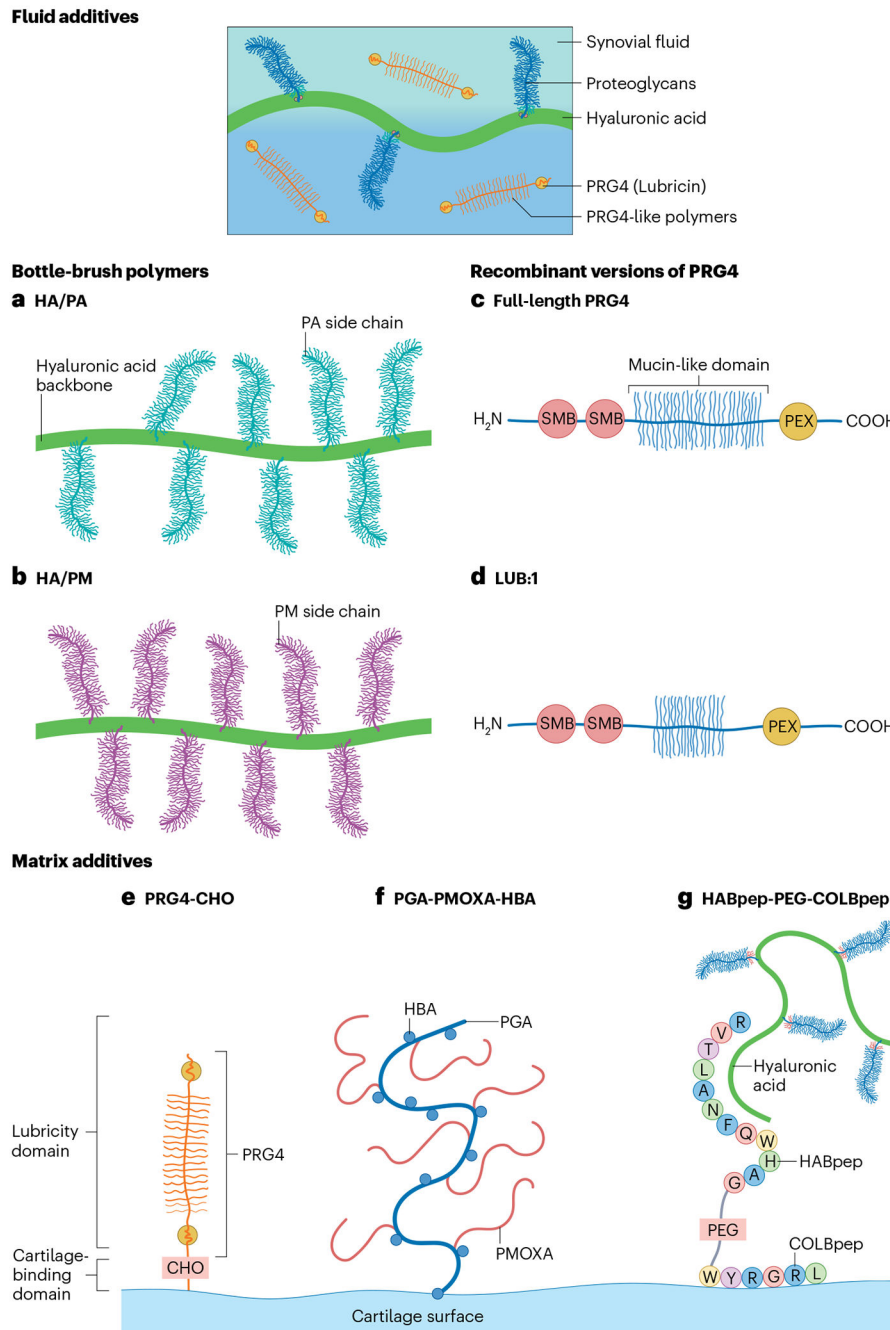 Fluid additives
Synovial fluid
Proteoglycans
Hyaluronic acid
PRG4 (Lubricin)
PRG4-like polymers
Bottle-brush polymers
a HA/PA
PA side chain
Hyaluronic acid
backbone
b HA/PM
PM side chain
Recombinant versions of PRG4
c Full-length PRG4
Mucin-like domain
H₂N SMB SMB PEX COOH
d LUB:1
H₂N SMB SMB PEX COOH
Matrix additives
e PRG4-CHO
Lubricity
domain
PRG4
Cartilage-
binding
domain
CHO
f PGA-PMOXA-HBA
HBA
PGA
PMOXA
Cartilage surface
g HABpep-PEG-COLBpep
Hyaluronic
acid
R
V
T
L
A
N
F
Q
W
H
A
G
HABpep
PEG
COLBpep
W Y R G R L